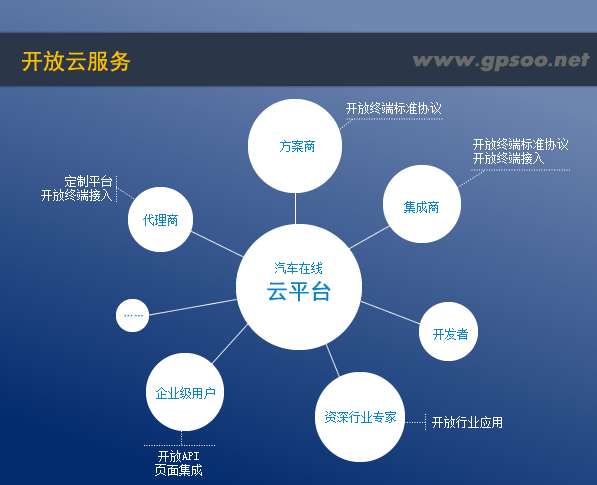 开放云服务
www.gpsoo.net
方案商
开放终端标准协议
集成商
开放终端标准协议
开放终端接入
定制平台
开放终端接入
代理商
汽车在线
云平台
……
开发者
企业级用户
开放API
页面集成
资深行业专家
开放行业应用